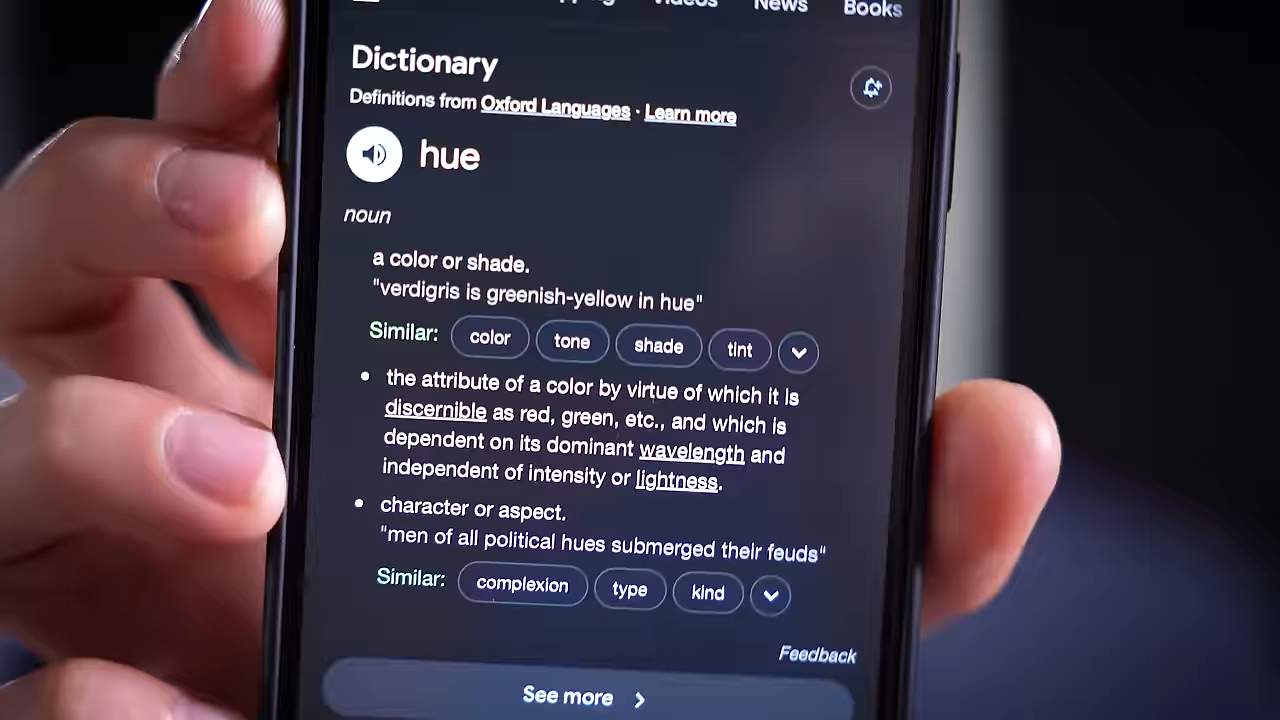 Videos News Books
Dictionary
Definitions from Oxford Languages · Learn more
hue
noun
a color or shade.
"verdigris is greenish-yellow in hue"
Similar: color tone shade tint
• the attribute of a color by virtue of which it is
discernible as red, green, etc., and which is
dependent on its dominant wavelength and
independent of intensity or lightness.
• character or aspect.
"men of all political hues submerged their feuds"
Similar: complexion type kind
Feedback
See more